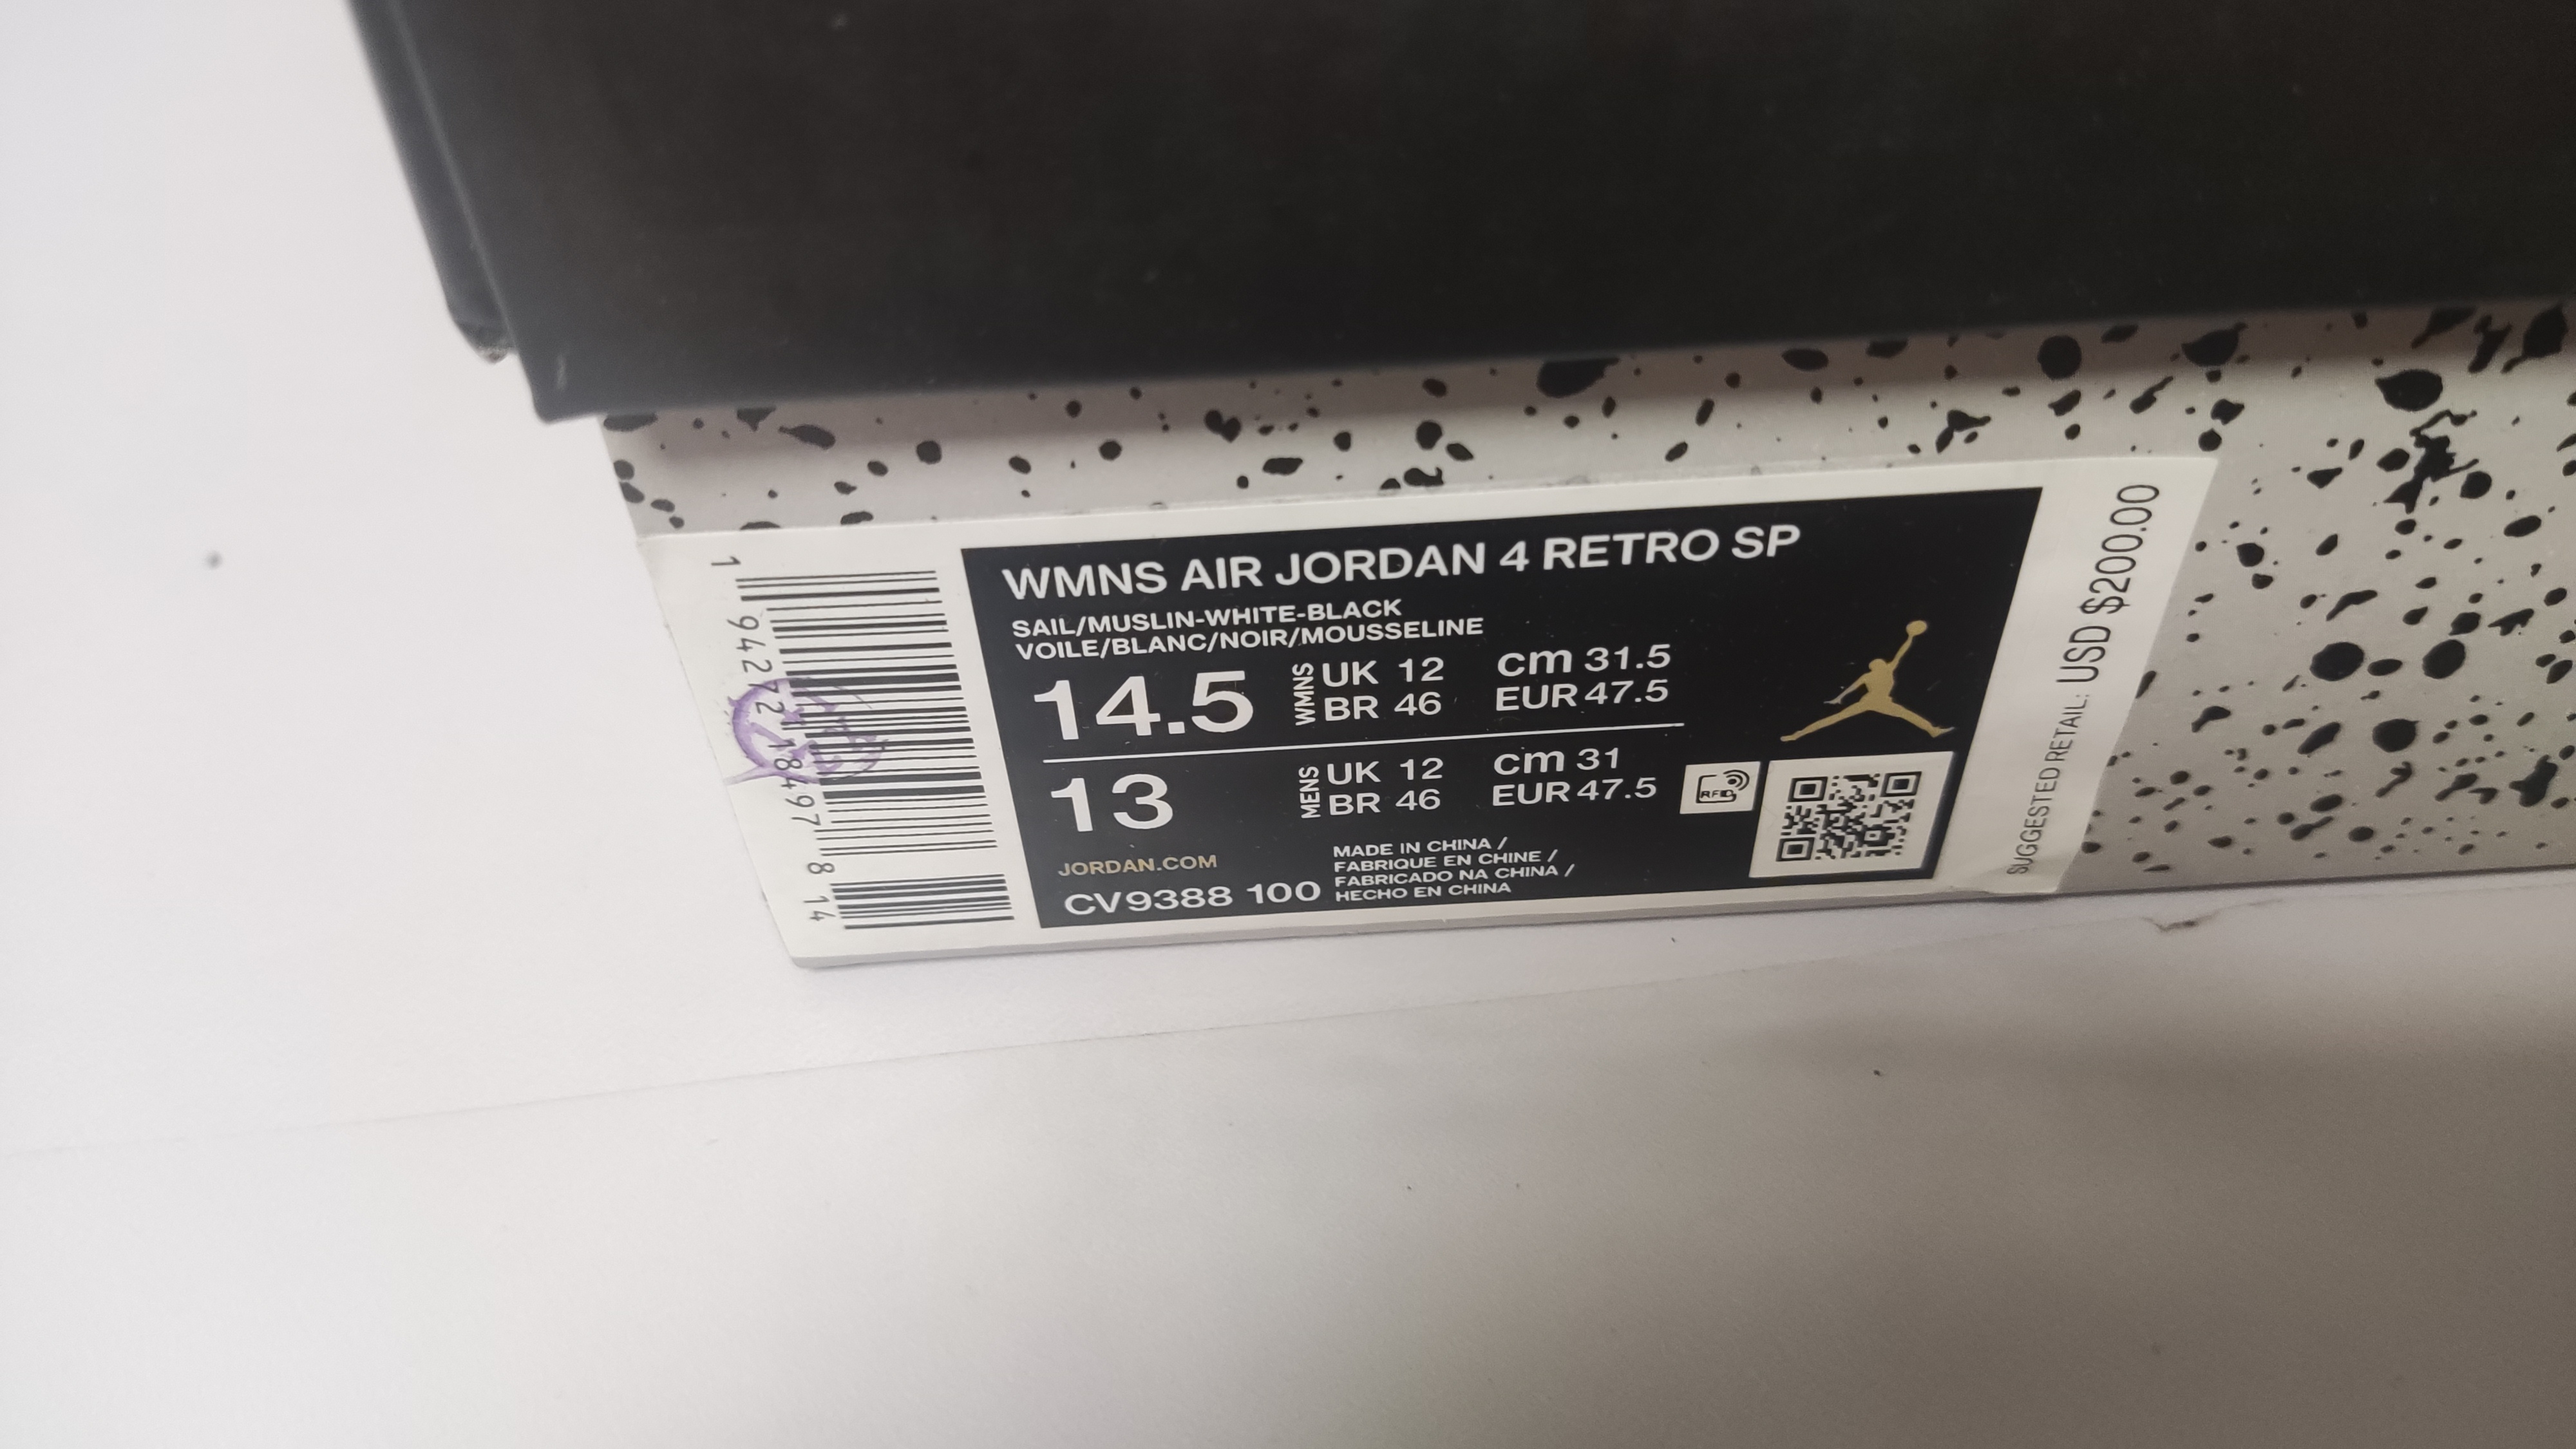 WMNS AIR JORDAN 4 RETRO SP
SAIL/MUSLIN-WHITE-BLACK
VOILE/BLANC/NOIR/MOUSSELINE
14.5 WMNS UK 12 cm 31.5
BR 46 EUR 47.5
13 MENS UK 12 cm 31
BR 46 EUR 47.5
JORDAN.COM
CV9388 100
MADE IN CHINA /
FABRIQUE EN CHINE /
FABRICADO NA CHINA /
HECHO EN CHINA
RFID
SUGGESTED RETAIL: USD $200.00
1 94272 18497 8 14